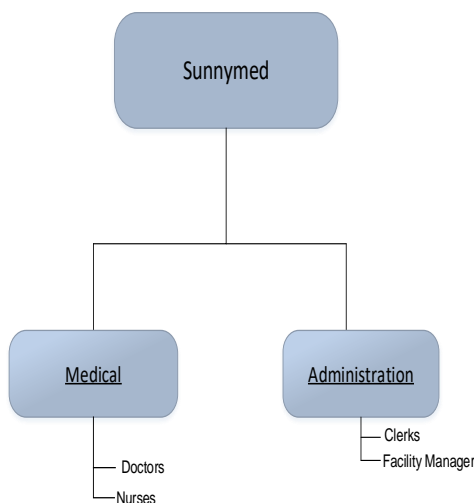 Sunnymed
Medical
Administration
Doctors
Nurses
Clerks
Facility Manager